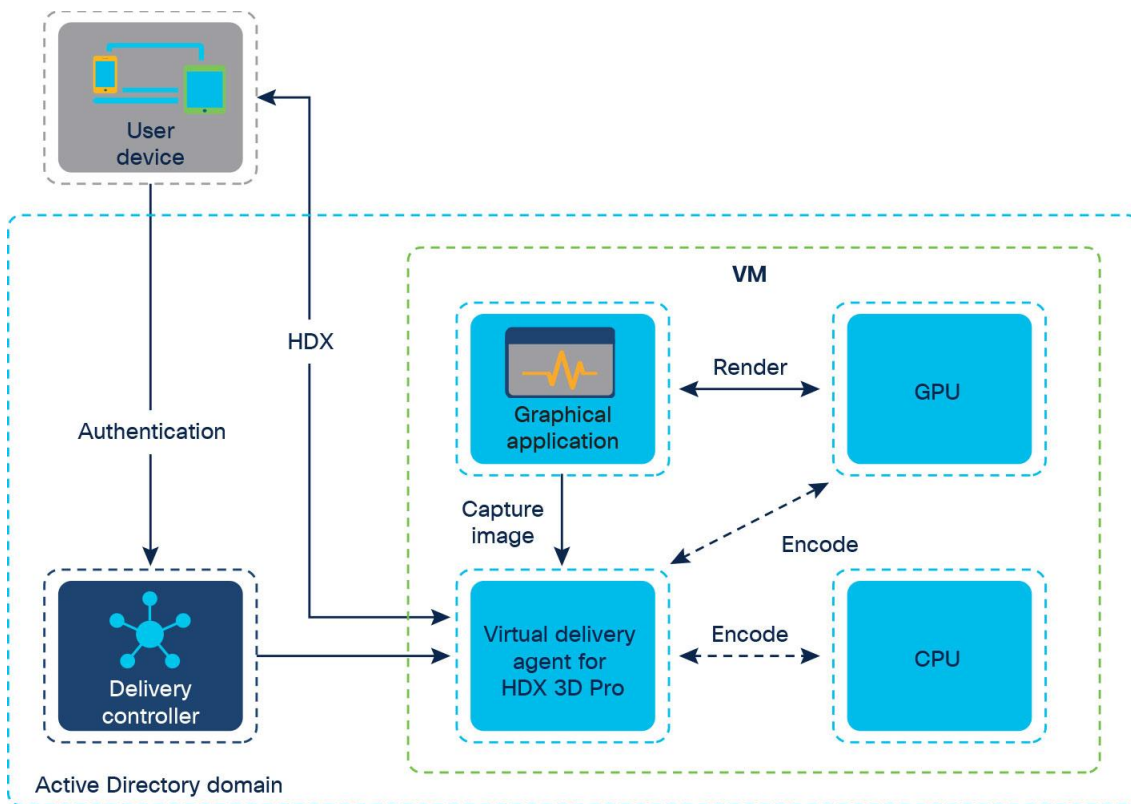 User
device
VM
HDX
Render
GPU
Graphical
application
Authentication
Capture
image
Encode
Virtual delivery
agent for
HDX 3D Pro
Encode
CPU
Delivery
controller
Active Directory domain